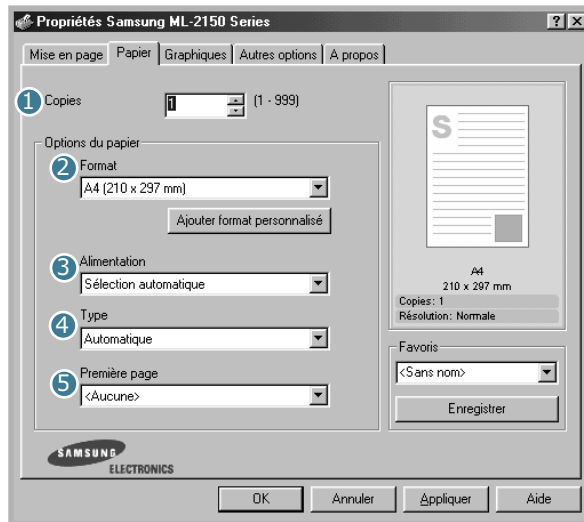 Propriétés Samsung ML-2150 Series
Mise en page Papier Graphiques Autres options A propos
1 Copies 1 (1 - 999)
Options du papier
2 Format
A4 (210 x 297 mm)
Ajouter format personnalisé
3 Alimentation
Sélection automatique
4 Type
Automatique
5 Première page
<Aucune>
S
A4
210 x 297 mm
Copies: 1
Résolution: Normale
Favoris
<Sans nom>
Enregistrer
SAMSUNG
ELECTRONICS
OK Annuler Appliquer Aide